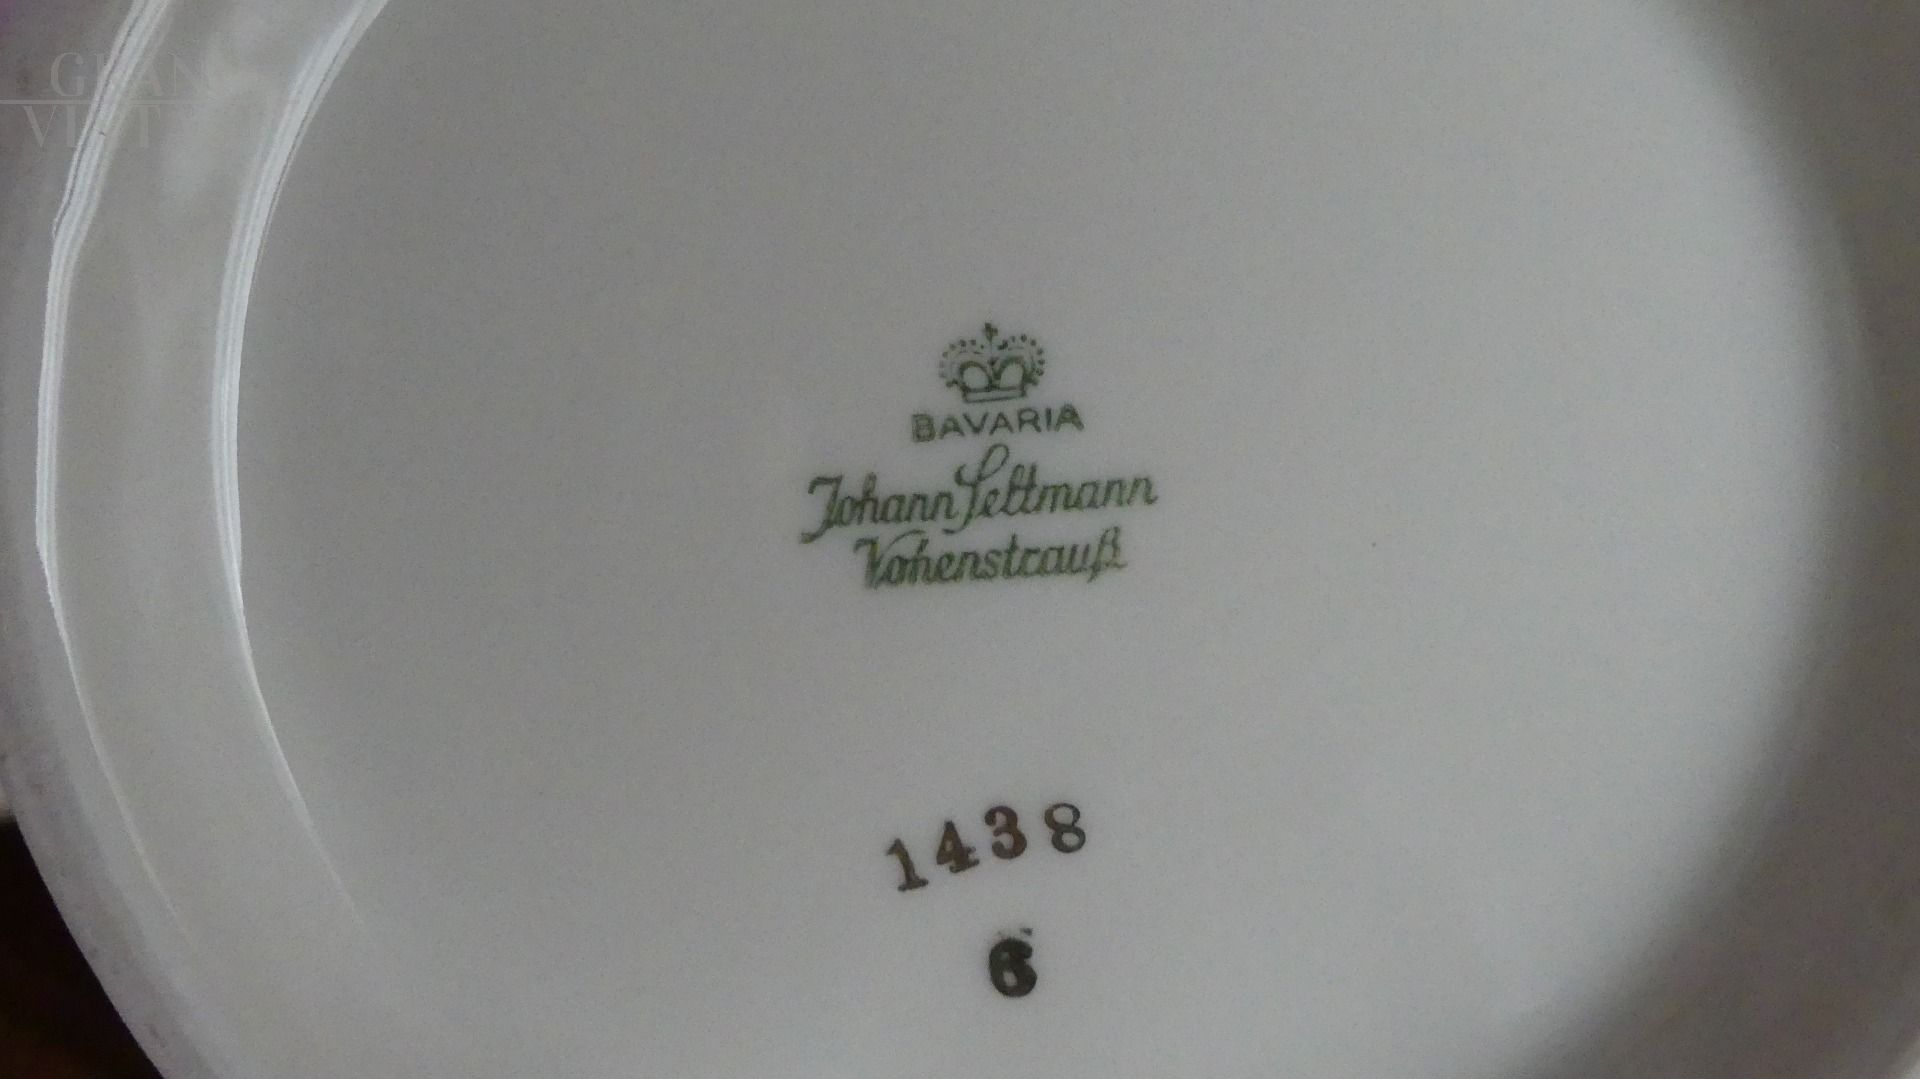 BAVARIA
Johann Seltmann
Vohenstrauß
1438
6